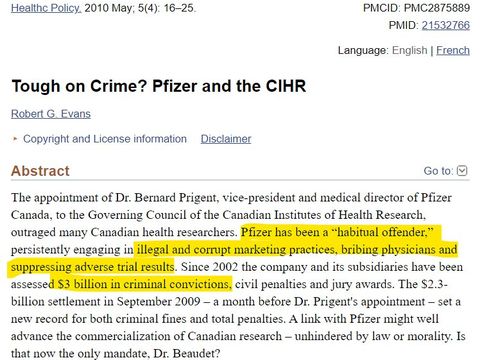 Healthc Policy. 2010 May; 5(4): 16–25.
PMCID: PMC2875889
PMID: 21532766
Language: English | French
Tough on Crime? Pfizer and the CIHR
Robert G. Evans
▸ Copyright and License information   Disclaimer
Abstract
Go to:
The appointment of Dr. Bernard Prigent, vice-president and medical director of Pfizer
Canada, to the Governing Council of the Canadian Institutes of Health Research,
outraged many Canadian health researchers. Pfizer has been a “habitual offender,”
persistently engaging in illegal and corrupt marketing practices, bribing physicians and
suppressing adverse trial results. Since 2002 the company and its subsidiaries have been
assessed $3 billion in criminal convictions, civil penalties and jury awards. The $2.3-
billion settlement in September 2009 – a month before Dr. Prigent's appointment – set a
new record for both criminal fines and total penalties. A link with Pfizer might well
advance the commercialization of Canadian research – unhindered by law or morality. Is
that now the only mandate, Dr. Beaudet?